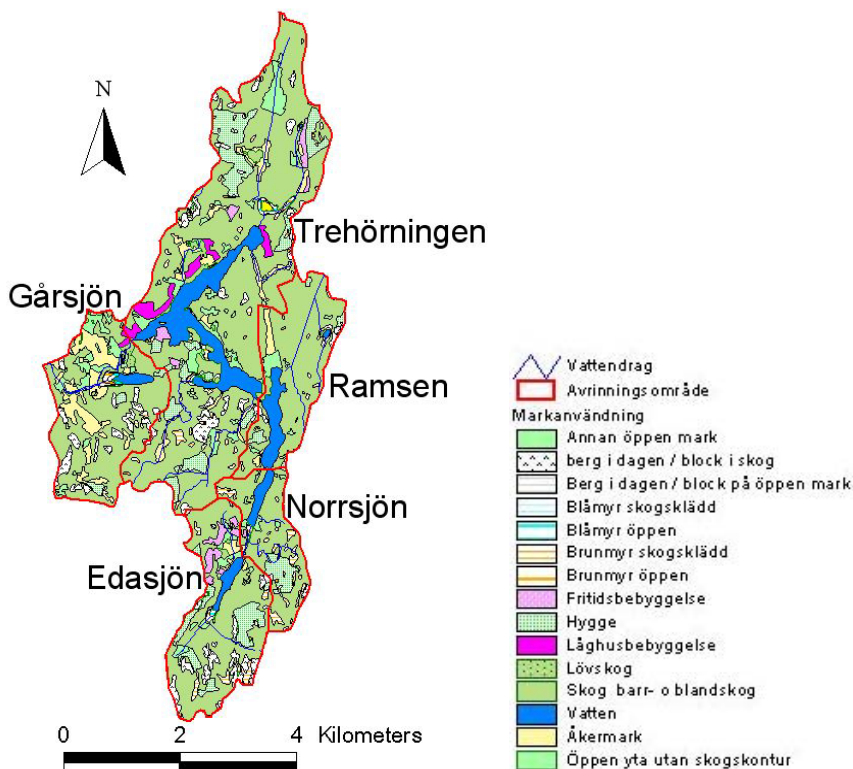 N
Trehörningen
Gårsjön
Ramsen
Norrsjön
Edasjön
0 2 4 Kilometers
Vattendrag
Avrinningsområde
Markanvändning
Annan öppen mark
berg i dagen / block i skog
Berg i dagen / block på öppen mark
Blåmyr skogsklädd
Blåmyr öppen
Brunmyr skogsklädd
Brunmyr öppen
Fritidsbebyggelse
Hygge
Låghusbebyggelse
Lövskog
Skog barr- o blandskog
Vatten
Åkermark
Öppen yta utan skogskontur